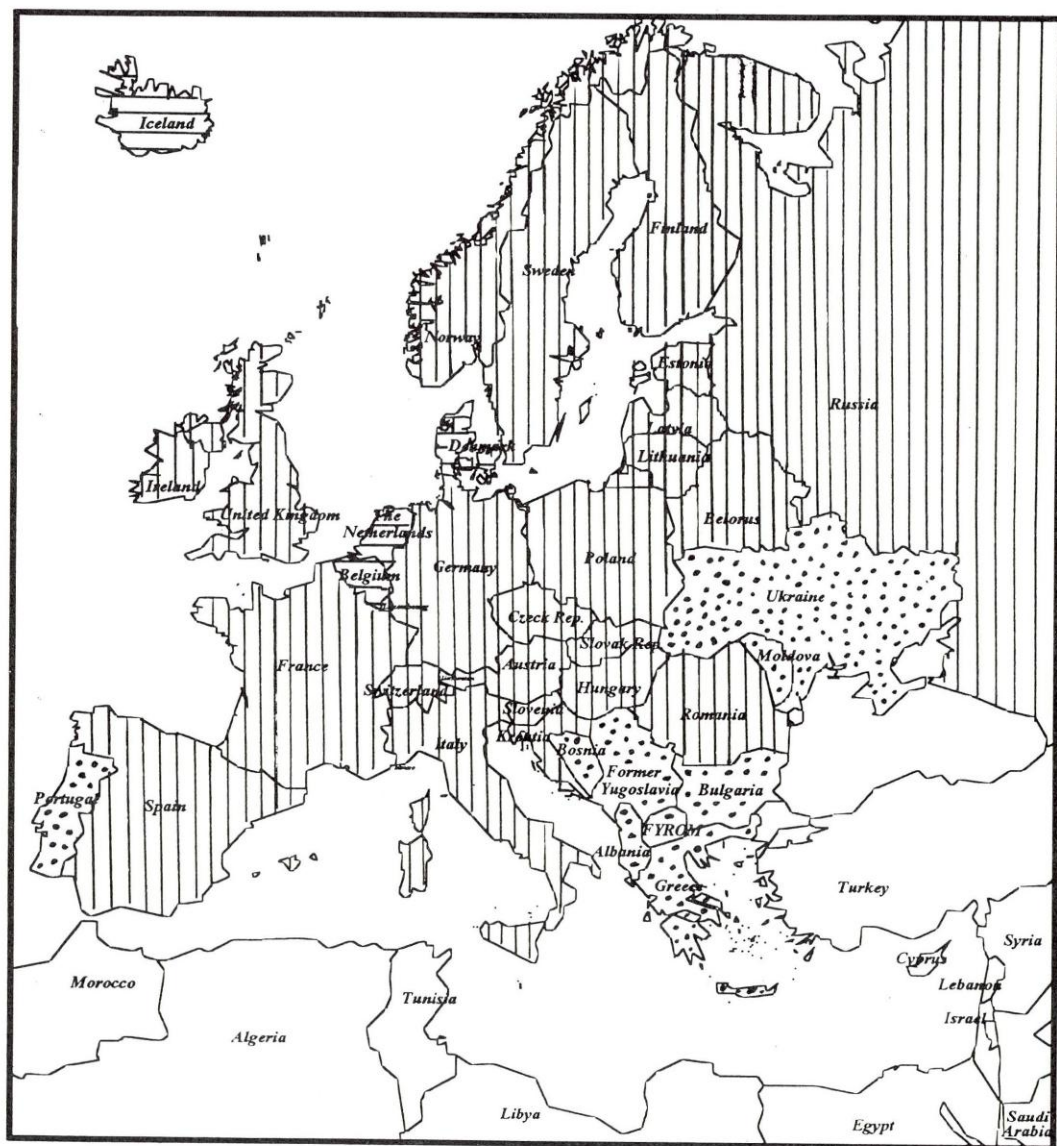 Iceland
Finland
Sweden
Norway
Estonia
Russia
Latvia
Denmark
Lithuania
Ireland
United Kingdom
The
Netherlands
Belorus
Poland
Germany
Belgium
Ukraine
Czeck Rep.
Slovak Rep
Moldova
France
Austria
Switzerland
Hungary
Slovenia
Romania
Kroatia
Italy
Bosnia
Former
Yugoslavia
Bulgaria
Portugal
Spain
FYROM
Albania
Greece
Turkey
Syria
Cyprus
Morocco
Lebanon
Tunisia
Israel
Algeria
Libya
Egypt
Saudi
Arabia